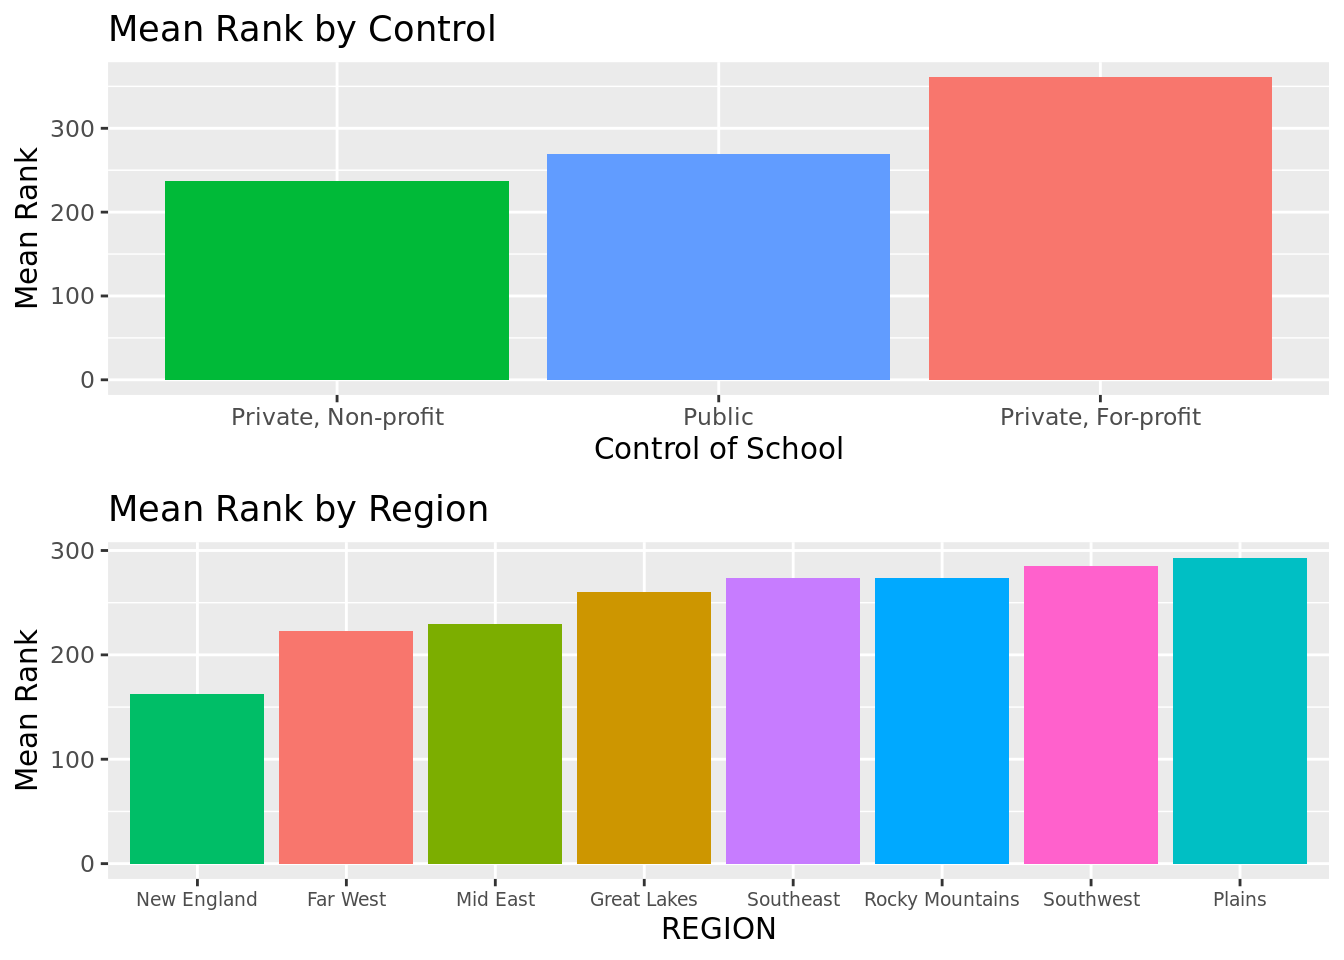 Mean Rank by Control
Mean Rank
300
200
100
0
Private, Non-profit
Public
Private, For-profit
Control of School
Mean Rank by Region
Mean Rank
300
200
100
0
New England
Far West
Mid East
Great Lakes
Southeast
Rocky Mountains
Southwest
Plains
REGION